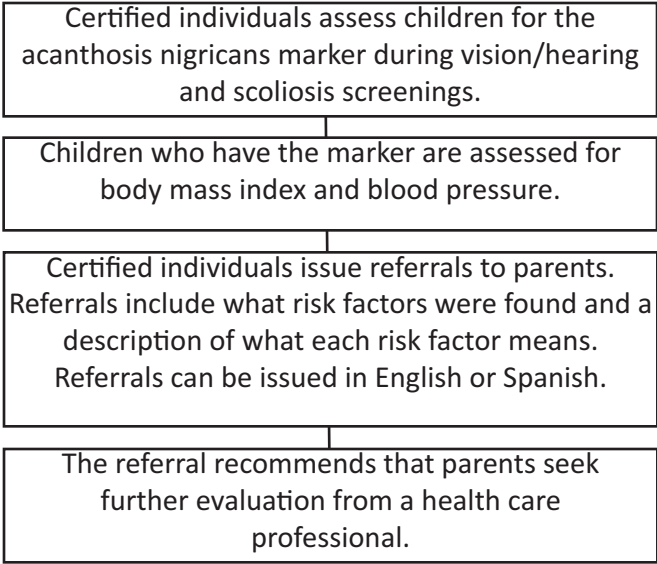 Certified individuals assess children for the
acanthosis nigricans marker during vision/hearing
and scoliosis screenings.
Children who have the marker are assessed for
body mass index and blood pressure.
Certified individuals issue referrals to parents.
Referrals include what risk factors were found and a
description of what each risk factor means.
Referrals can be issued in English or Spanish.
The referral recommends that parents seek
further evaluation from a health care
professional.